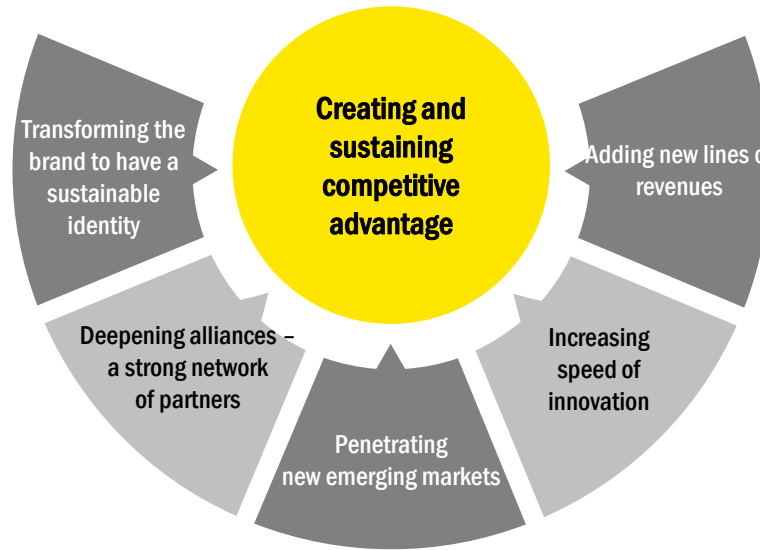 Creating and
sustaining
competitive
advantage
Transforming the
brand to have a
sustainable
identity
Deepening alliances –
a strong network
of partners
Penetrating
new emerging markets
Increasing
speed of
innovation
Adding new lines
revenues